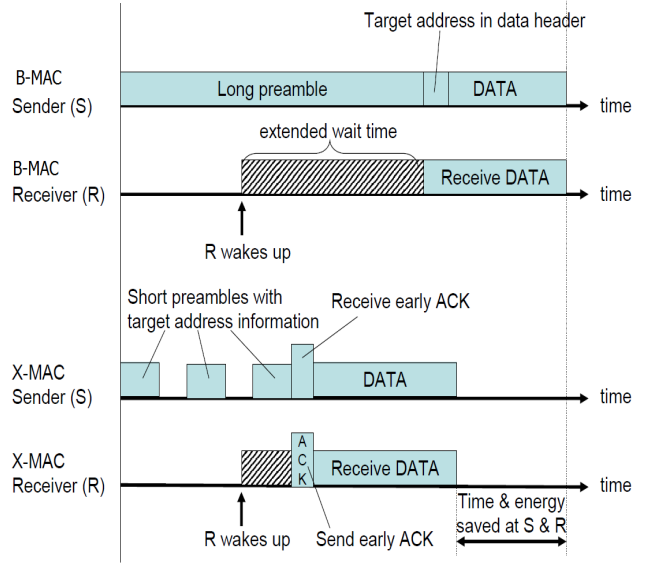 Target address in data header
B-MAC
Sender (S)
Long preamble
DATA
time
extended wait time
B-MAC
Receiver (R)
Receive DATA
time
R wakes up
Short preambles with
target address information
Receive early ACK
X-MAC
Sender (S)
DATA
time
X-MAC
Receiver (R)
ACK
Receive DATA
time
R wakes up
Send early ACK
Time & energy
saved at S & R